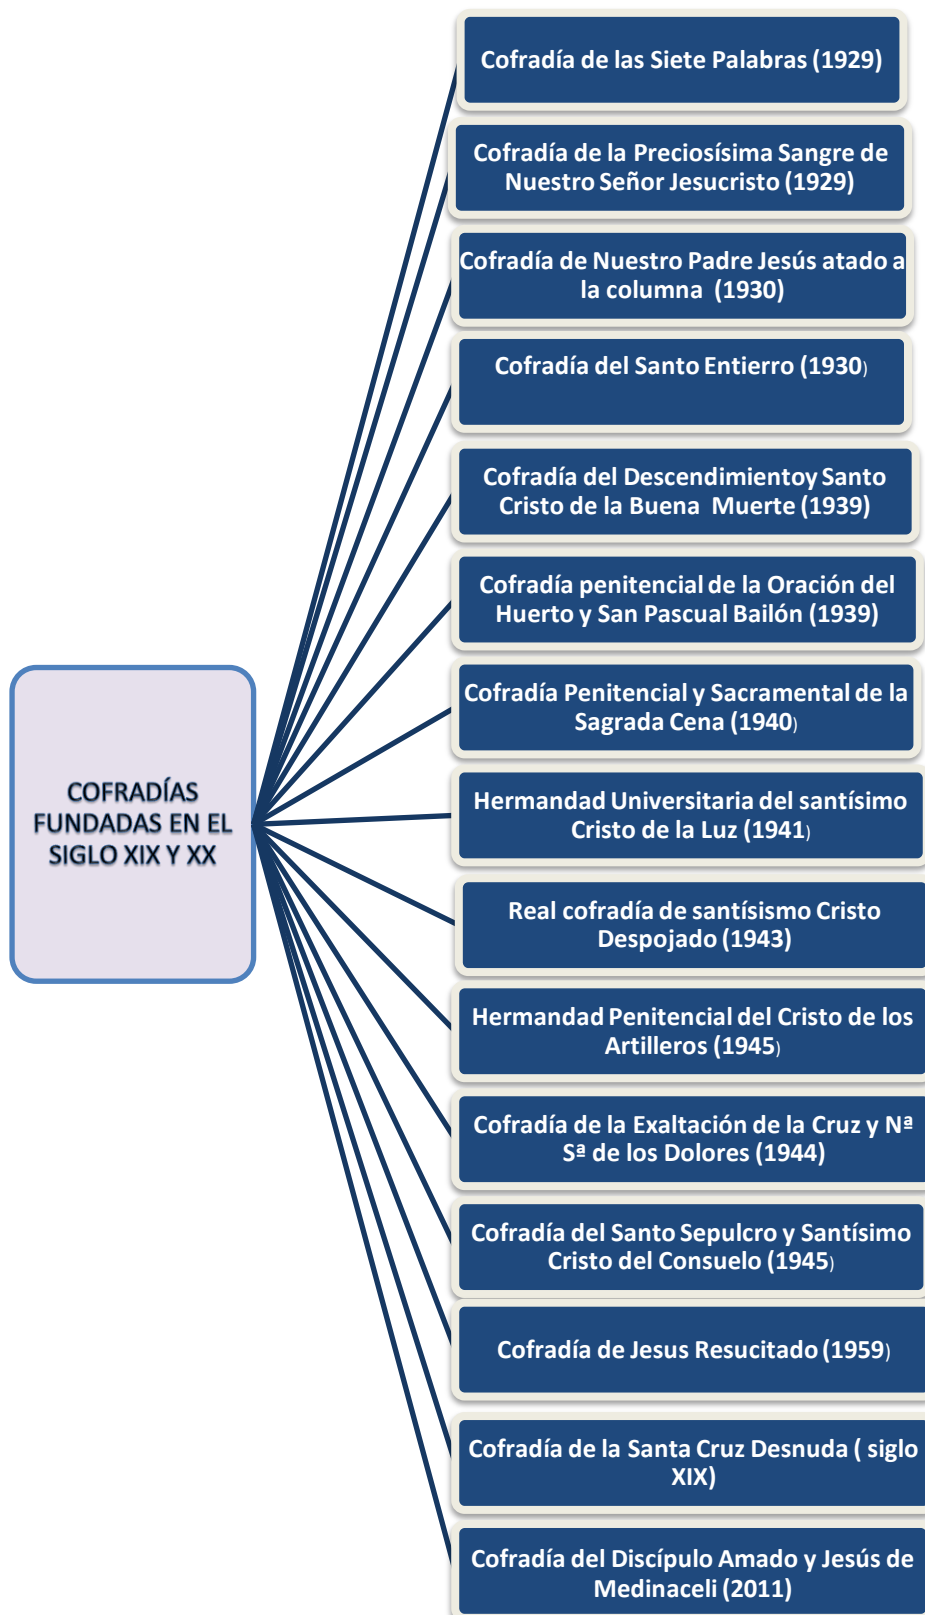 Cofradía de las Siete Palabras (1929)
Cofradía de la Preciosísima Sangre de
Nuestro Señor Jesucristo (1929)
Cofradía de Nuestro Padre Jesús atado a
la columna (1930)
Cofradía del Santo Entierro (1930)
Cofradía del Descendimientoy Santo
Cristo de la Buena Muerte (1939)
Cofradía penitencial de la Oración del
Huerto y San Pascual Bailón (1939)
Cofradía Penitencial y Sacramental de la
Sagrada Cena (1940)
COFRADÍAS
FUNDADAS EN EL
SIGLO XIX Y XX
Hermandad Universitaria del santísimo
Cristo de la Luz (1941)
Real cofradía de santísismo Cristo
Despojado (1943)
Hermandad Penitencial del Cristo de los
Artilleros (1945)
Cofradía de la Exaltación de la Cruz y Nª
Sª de los Dolores (1944)
Cofradía del Santo Sepulcro y Santísimo
Cristo del Consuelo (1945)
Cofradía de Jesus Resucitado (1959)
Cofradía de la Santa Cruz Desnuda ( siglo
XIX)
Cofradía del Discípulo Amado y Jesús de
Medinaceli (2011)